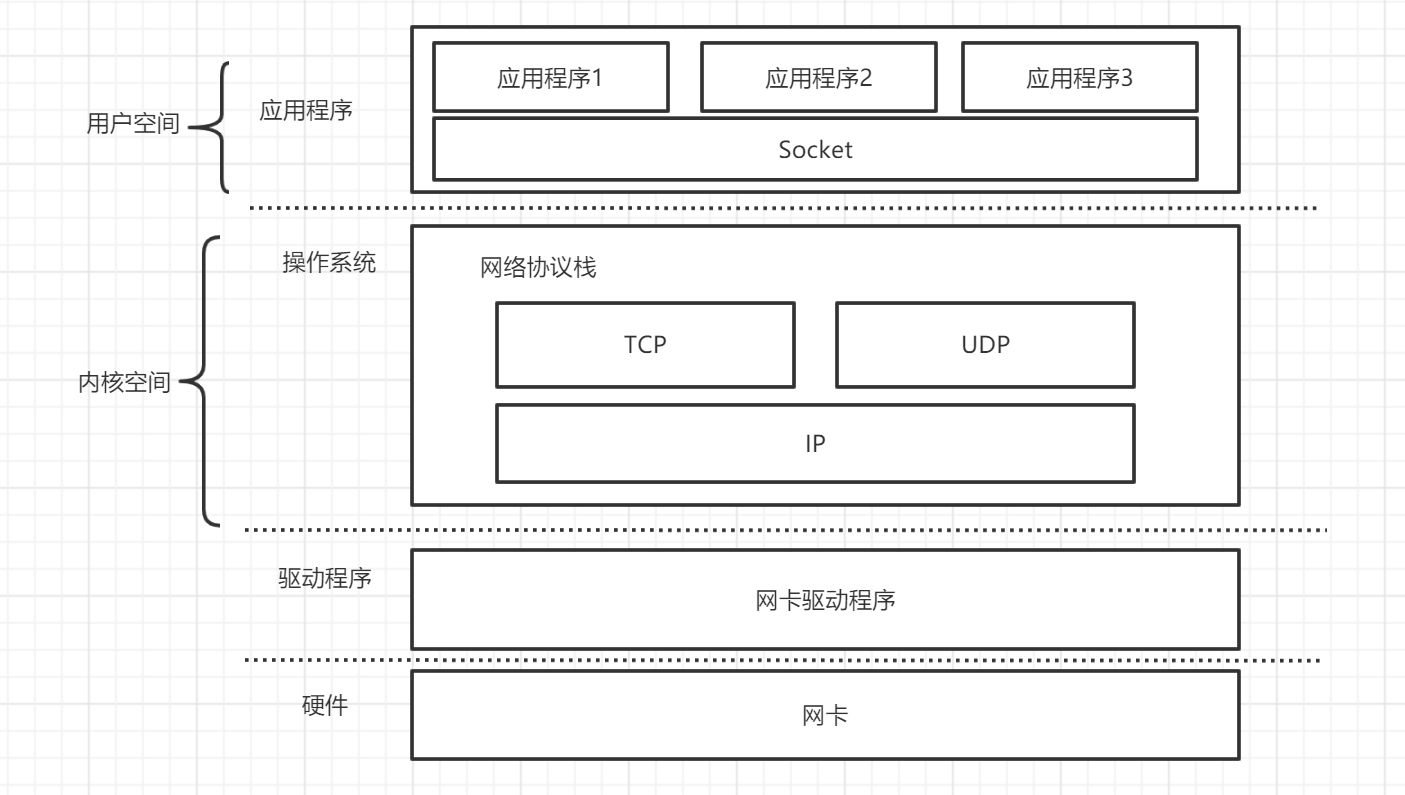 应用程序1
应用程序2
应用程序3
用户空间
应用程序
Socket
操作系统
网络协议栈
TCP
UDP
内核空间
IP
驱动程序
网卡驱动程序
硬件
网卡